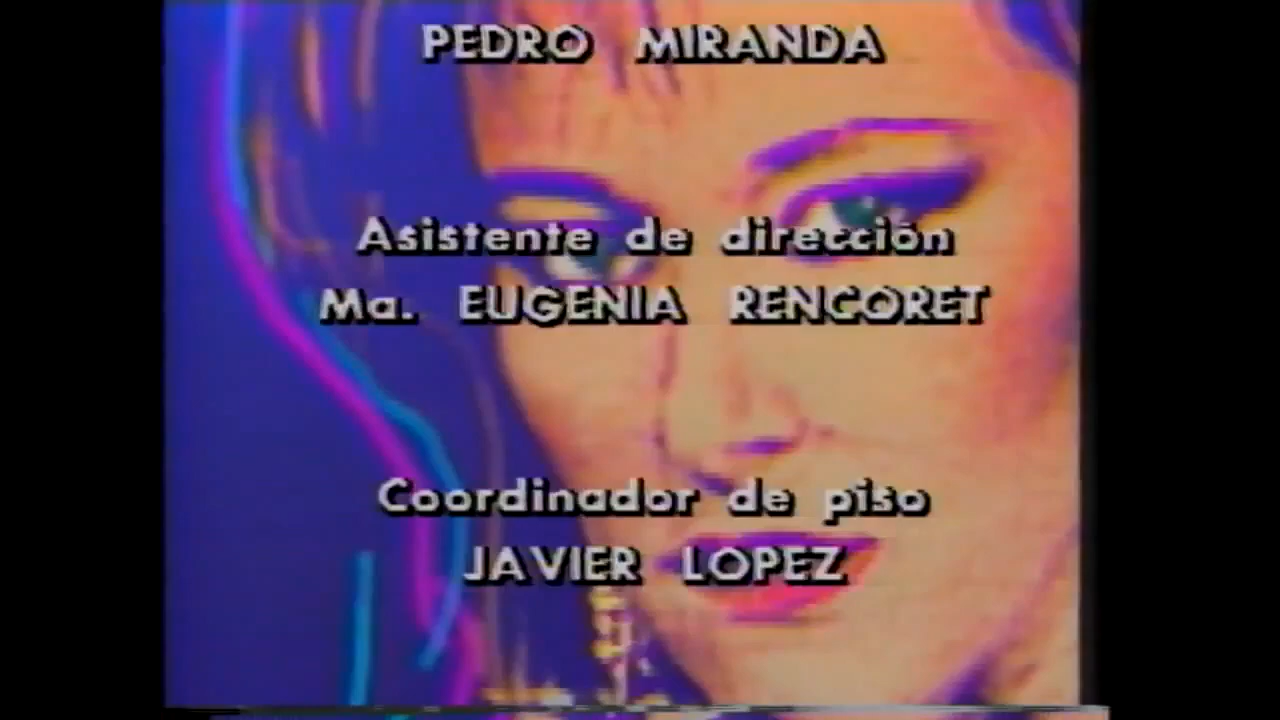 PEDRO MIRANDA
Asistente de dirección
Ma. EUGENIA RENCORET
Coordinador de piso
JAVIER LOPEZ